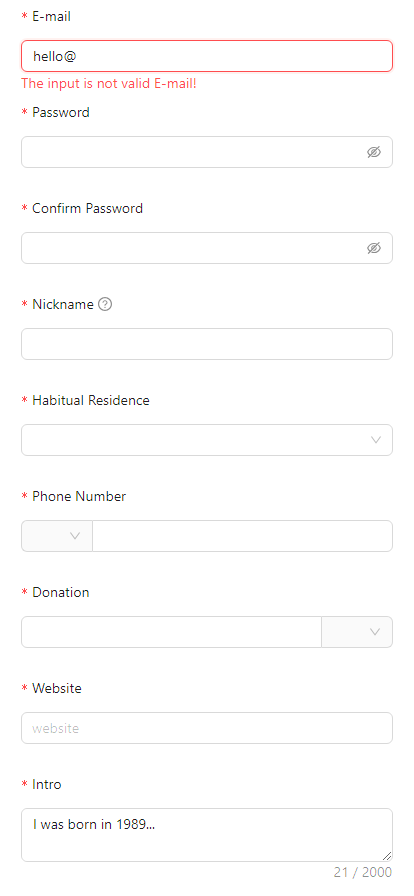 * E-mail
hello@
The input is not valid E-mail!
* Password
* Confirm Password
* Nickname
* Habitual Residence
* Phone Number
* Donation
* Website
website
* Intro
I was born in 1989...
21 / 2000